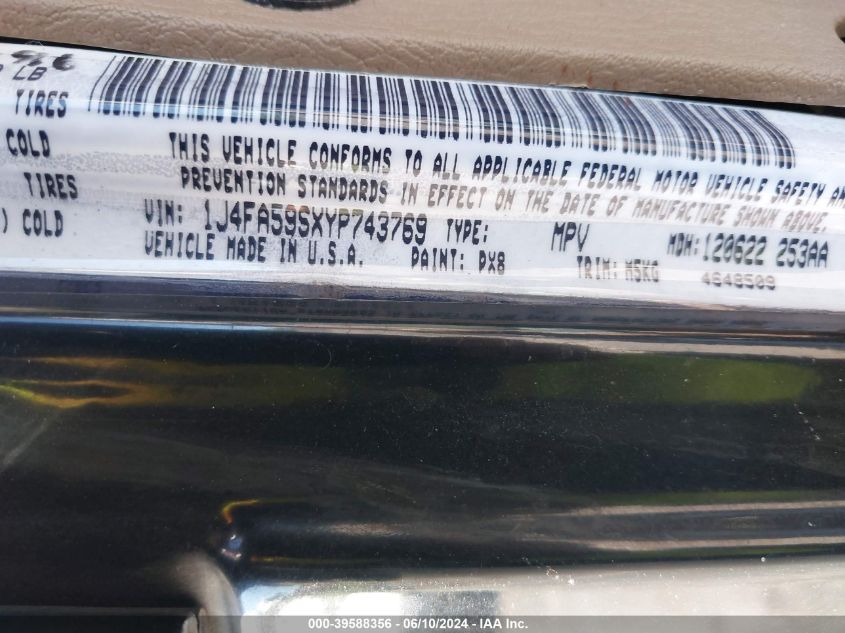 LB
TIRES
COLD
THIS VEHICLE CONFORMS TO ALL APPLICABLE FEDERAL MOTOR VEHICLE SAFETY AN
TIRES
PREVENTION STANDARDS IN EFFECT ON THE DATE OF MANUFACTURE SHOWN ABOVE.
) COLD
VIN: 1J4FA59SXYP743769 TYPE: MPV MDH: 120622 253AA
VEHICLE MADE IN U.S.A. PAINT: PX8 TRIM: M5KG 4648509
000-39588356 - 06/10/2024 - IAA Inc.